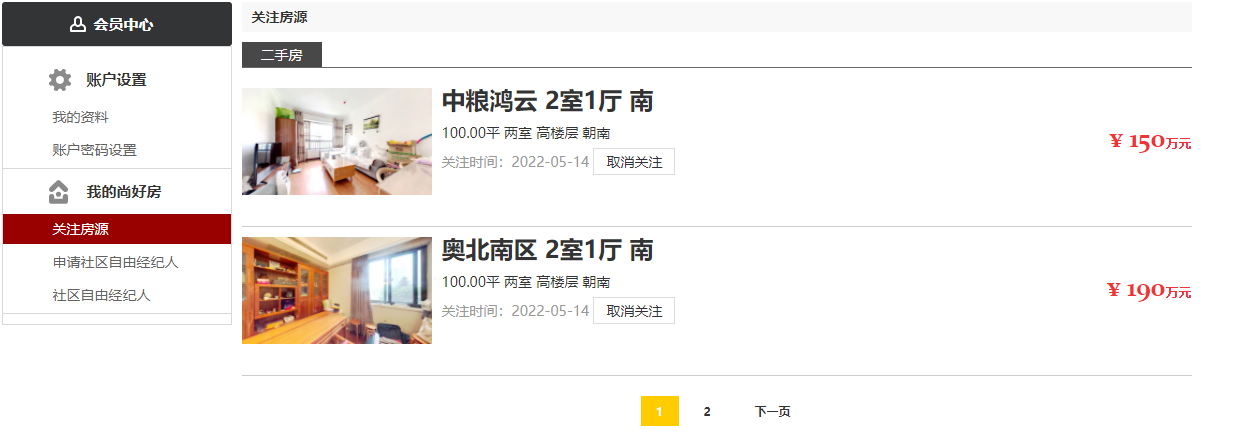 会员中心
账户设置
我的资料
账户密码设置
我的尚好房
关注房源
申请社区自由经纪人
社区自由经纪人
关注房源
二手房
中粮鸿云 2室1厅 南
100.00平 两室 高楼层 朝南
关注时间：2022-05-14 取消关注
¥ 150万元
奥北南区 2室1厅 南
100.00平 两室 高楼层 朝南
关注时间：2022-05-14 取消关注
¥ 190万元
1 2 下一页